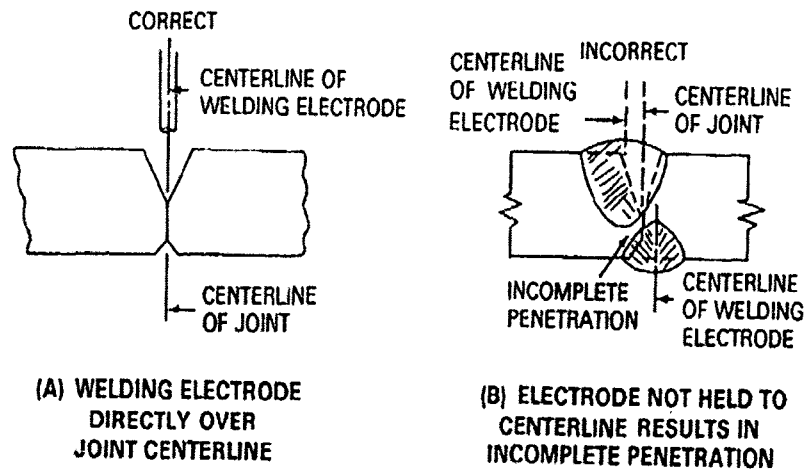 CORRECT
CENTERLINE OF
WELDING ELECTRODE
CENTERLINE
OF JOINT
(A) WELDING ELECTRODE
DIRECTLY OVER
JOINT CENTERLINE
INCORRECT
CENTERLINE
OF WELDING
ELECTRODE
CENTERLINE
OF JOINT
INCOMPLETE
PENETRATION
CENTERLINE
OF WELDING
ELECTRODE
(B) ELECTRODE NOT HELD TO
CENTERLINE RESULTS IN
INCOMPLETE PENETRATION